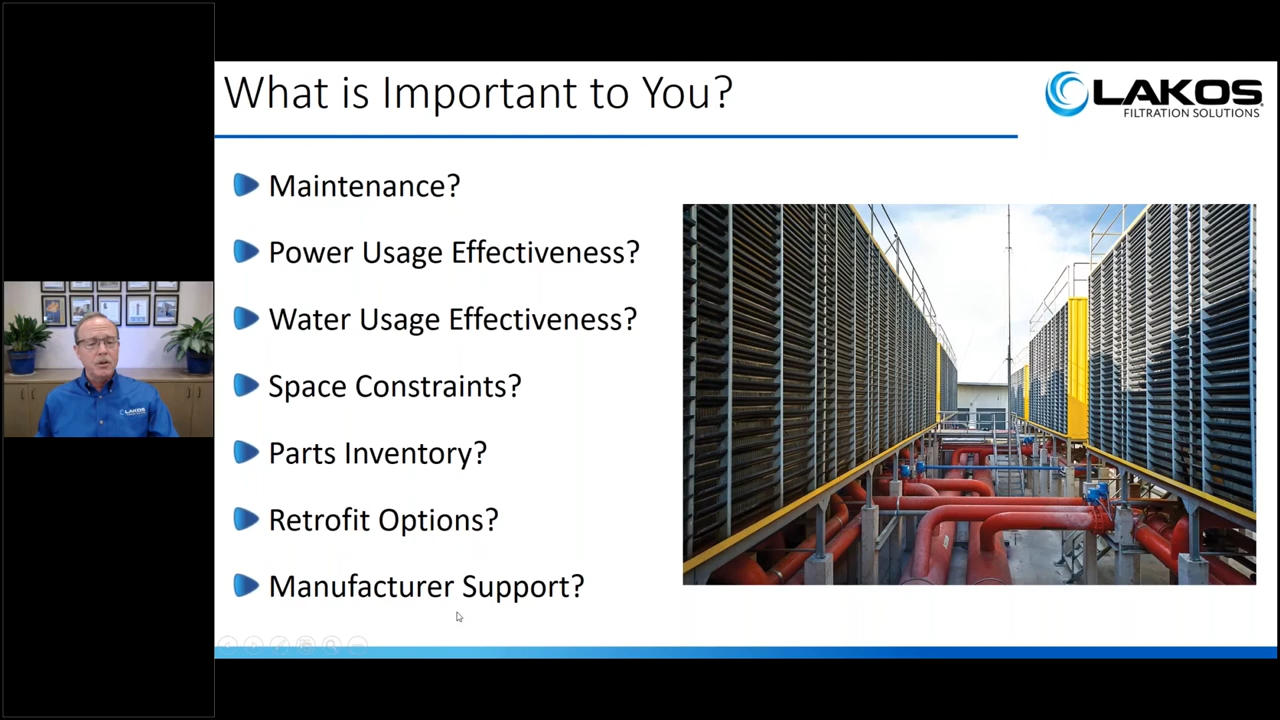 What is Important to You?
LAKOS
FILTRATION SOLUTIONS
Maintenance?
Power Usage Effectiveness?
Water Usage Effectiveness?
Space Constraints?
Parts Inventory?
Retrofit Options?
Manufacturer Support?
LAKOS